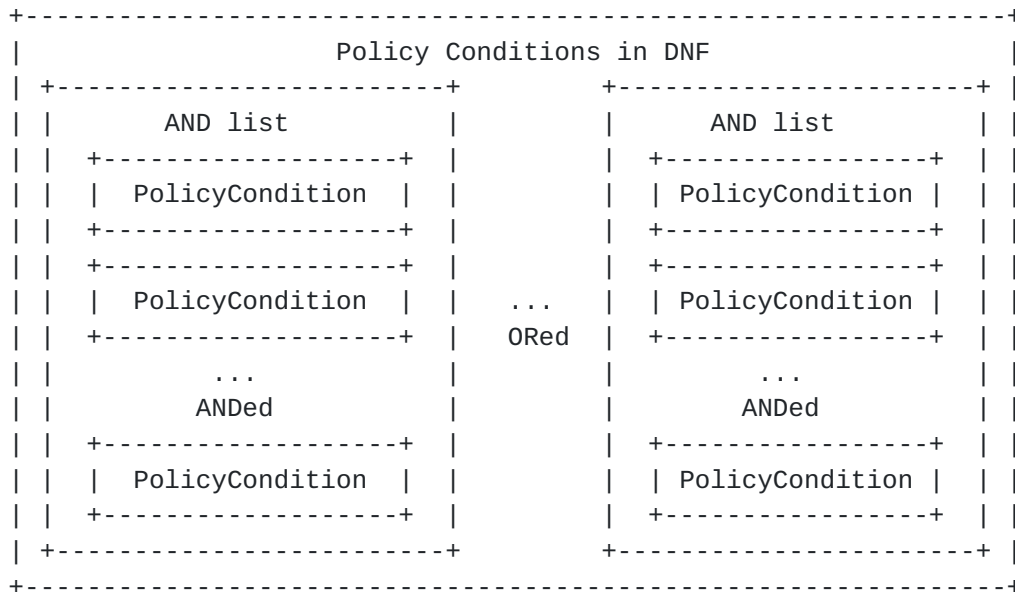 +---------------------------------------------------------------+
|                    Policy Conditions in DNF                   |
| +-------------------------+         +-----------------------+ |
| |       AND list          |         |      AND list         | |
| |  +-------------------+  |         |  +-----------------+  | |
| |  |  PolicyCondition  |  |         |  | PolicyCondition |  | |
| |  +-------------------+  |         |  +-----------------+  | |
| |  +-------------------+  |         |  +-----------------+  | |
| |  |  PolicyCondition  |  |   ...   |  | PolicyCondition |  | |
| |  +-------------------+  |   ORed  |  +-----------------+  | |
| |          ...            |         |         ...           | |
| |         ANDed           |         |        ANDed          | |
| |  +-------------------+  |         |  +-----------------+  | |
| |  |  PolicyCondition  |  |         |  | PolicyCondition |  | |
| |  +-------------------+  |         |  +-----------------+  | |
| +-------------------------+         +-----------------------+ |
+---------------------------------------------------------------+